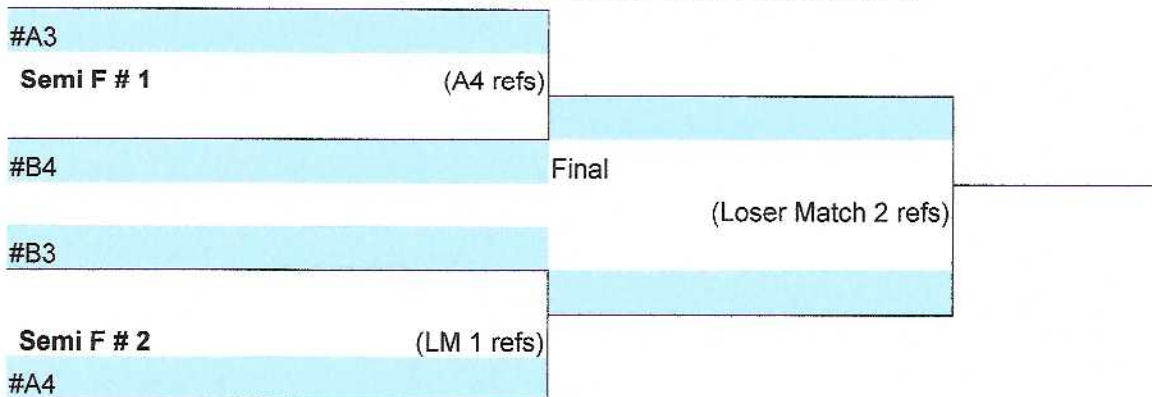 #A3
Semi F # 1 (A4 refs)
#B4
Final
(Loser Match 2 refs)
#B3
Semi F # 2 (LM 1 refs)
#A4